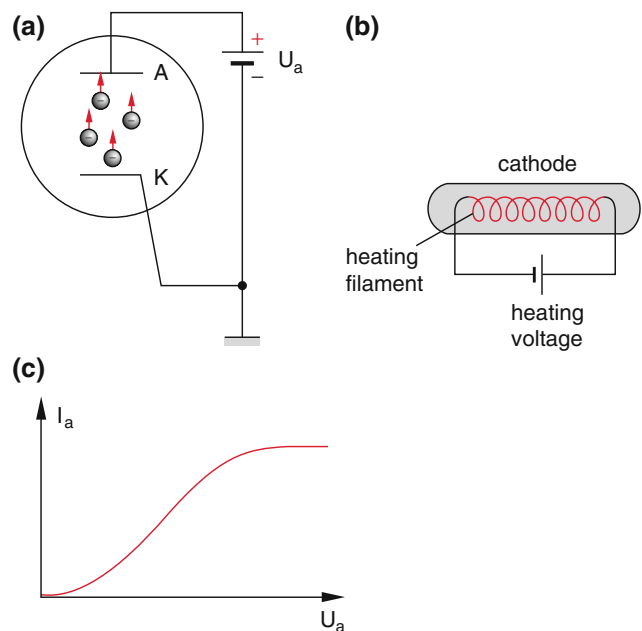 (a)
+
A
U_a
−
−
−
−
−
K
(b)
cathode
heating
filament
heating
voltage
(c)
I_a
U_a